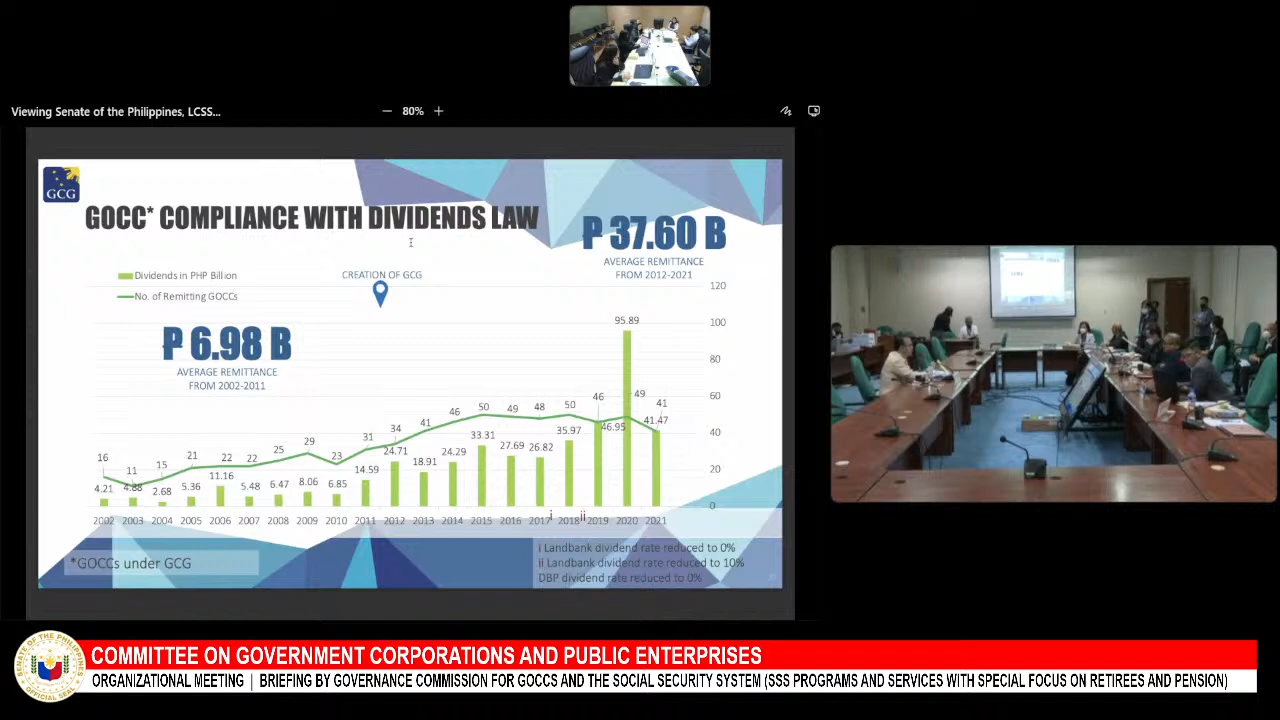 Viewing Senate of the Philippines, LCSS...
80%
GCG
GOCC* COMPLIANCE WITH DIVIDENDS LAW
₱ 37.60 B
AVERAGE REMITTANCE
FROM 2012-2021
Dividends in PHP Billion
No. of Remitting GOCCs
CREATION OF GCG
₱ 6.98 B
AVERAGE REMITTANCE
FROM 2002-2011
120
100
80
60
40
20
0
16 11 15 21 22 22 25 29 23 31 34 41 46 50 49 48 50 46 49 41
4.21 4.88 2.68 5.36 11.16 5.48 6.47 8.06 6.85 14.59 24.71 18.91 24.29 33.31 27.69 26.82 35.97 46.95 95.89 41.47
2002 2003 2004 2005 2006 2007 2008 2009 2010 2011 2012 2013 2014 2015 2016 2017 i 2018 ii 2019 2020 2021
*GOCCs under GCG
i Landbank dividend rate reduced to 0%
ii Landbank dividend rate reduced to 10%
DBP dividend rate reduced to 0%
SENATE OF THE PHILIPPINES
OFFICIAL SEAL
COMMITTEE ON GOVERNMENT CORPORATIONS AND PUBLIC ENTERPRISES
ORGANIZATIONAL MEETING | BRIEFING BY GOVERNANCE COMMISSION FOR GOCCS AND THE SOCIAL SECURITY SYSTEM (SSS PROGRAMS AND SERVICES WITH SPECIAL FOCUS ON RETIREES AND PENSION)